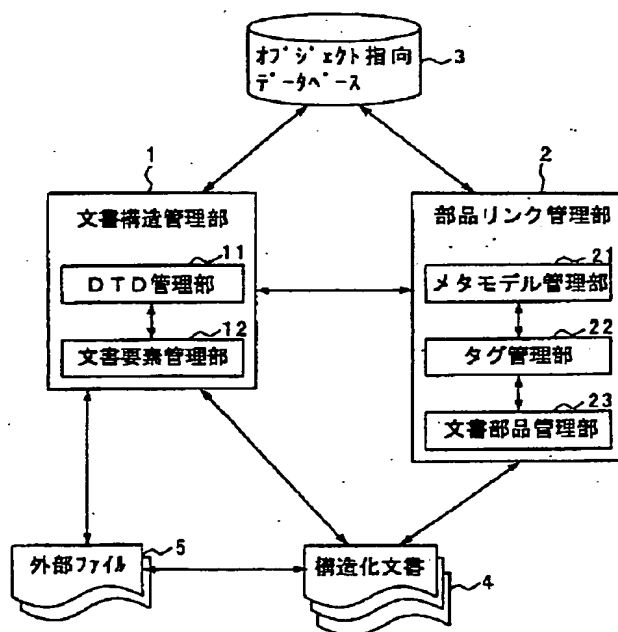 オブジェクト指向
データベース
3
1
2
文書構造管理部
部品リンク管理部
11
21
DTD管理部
メタモデル管理部
12
22
文書要素管理部
タグ管理部
23
文書部品管理部
5
外部ファイル
構造化文書
4